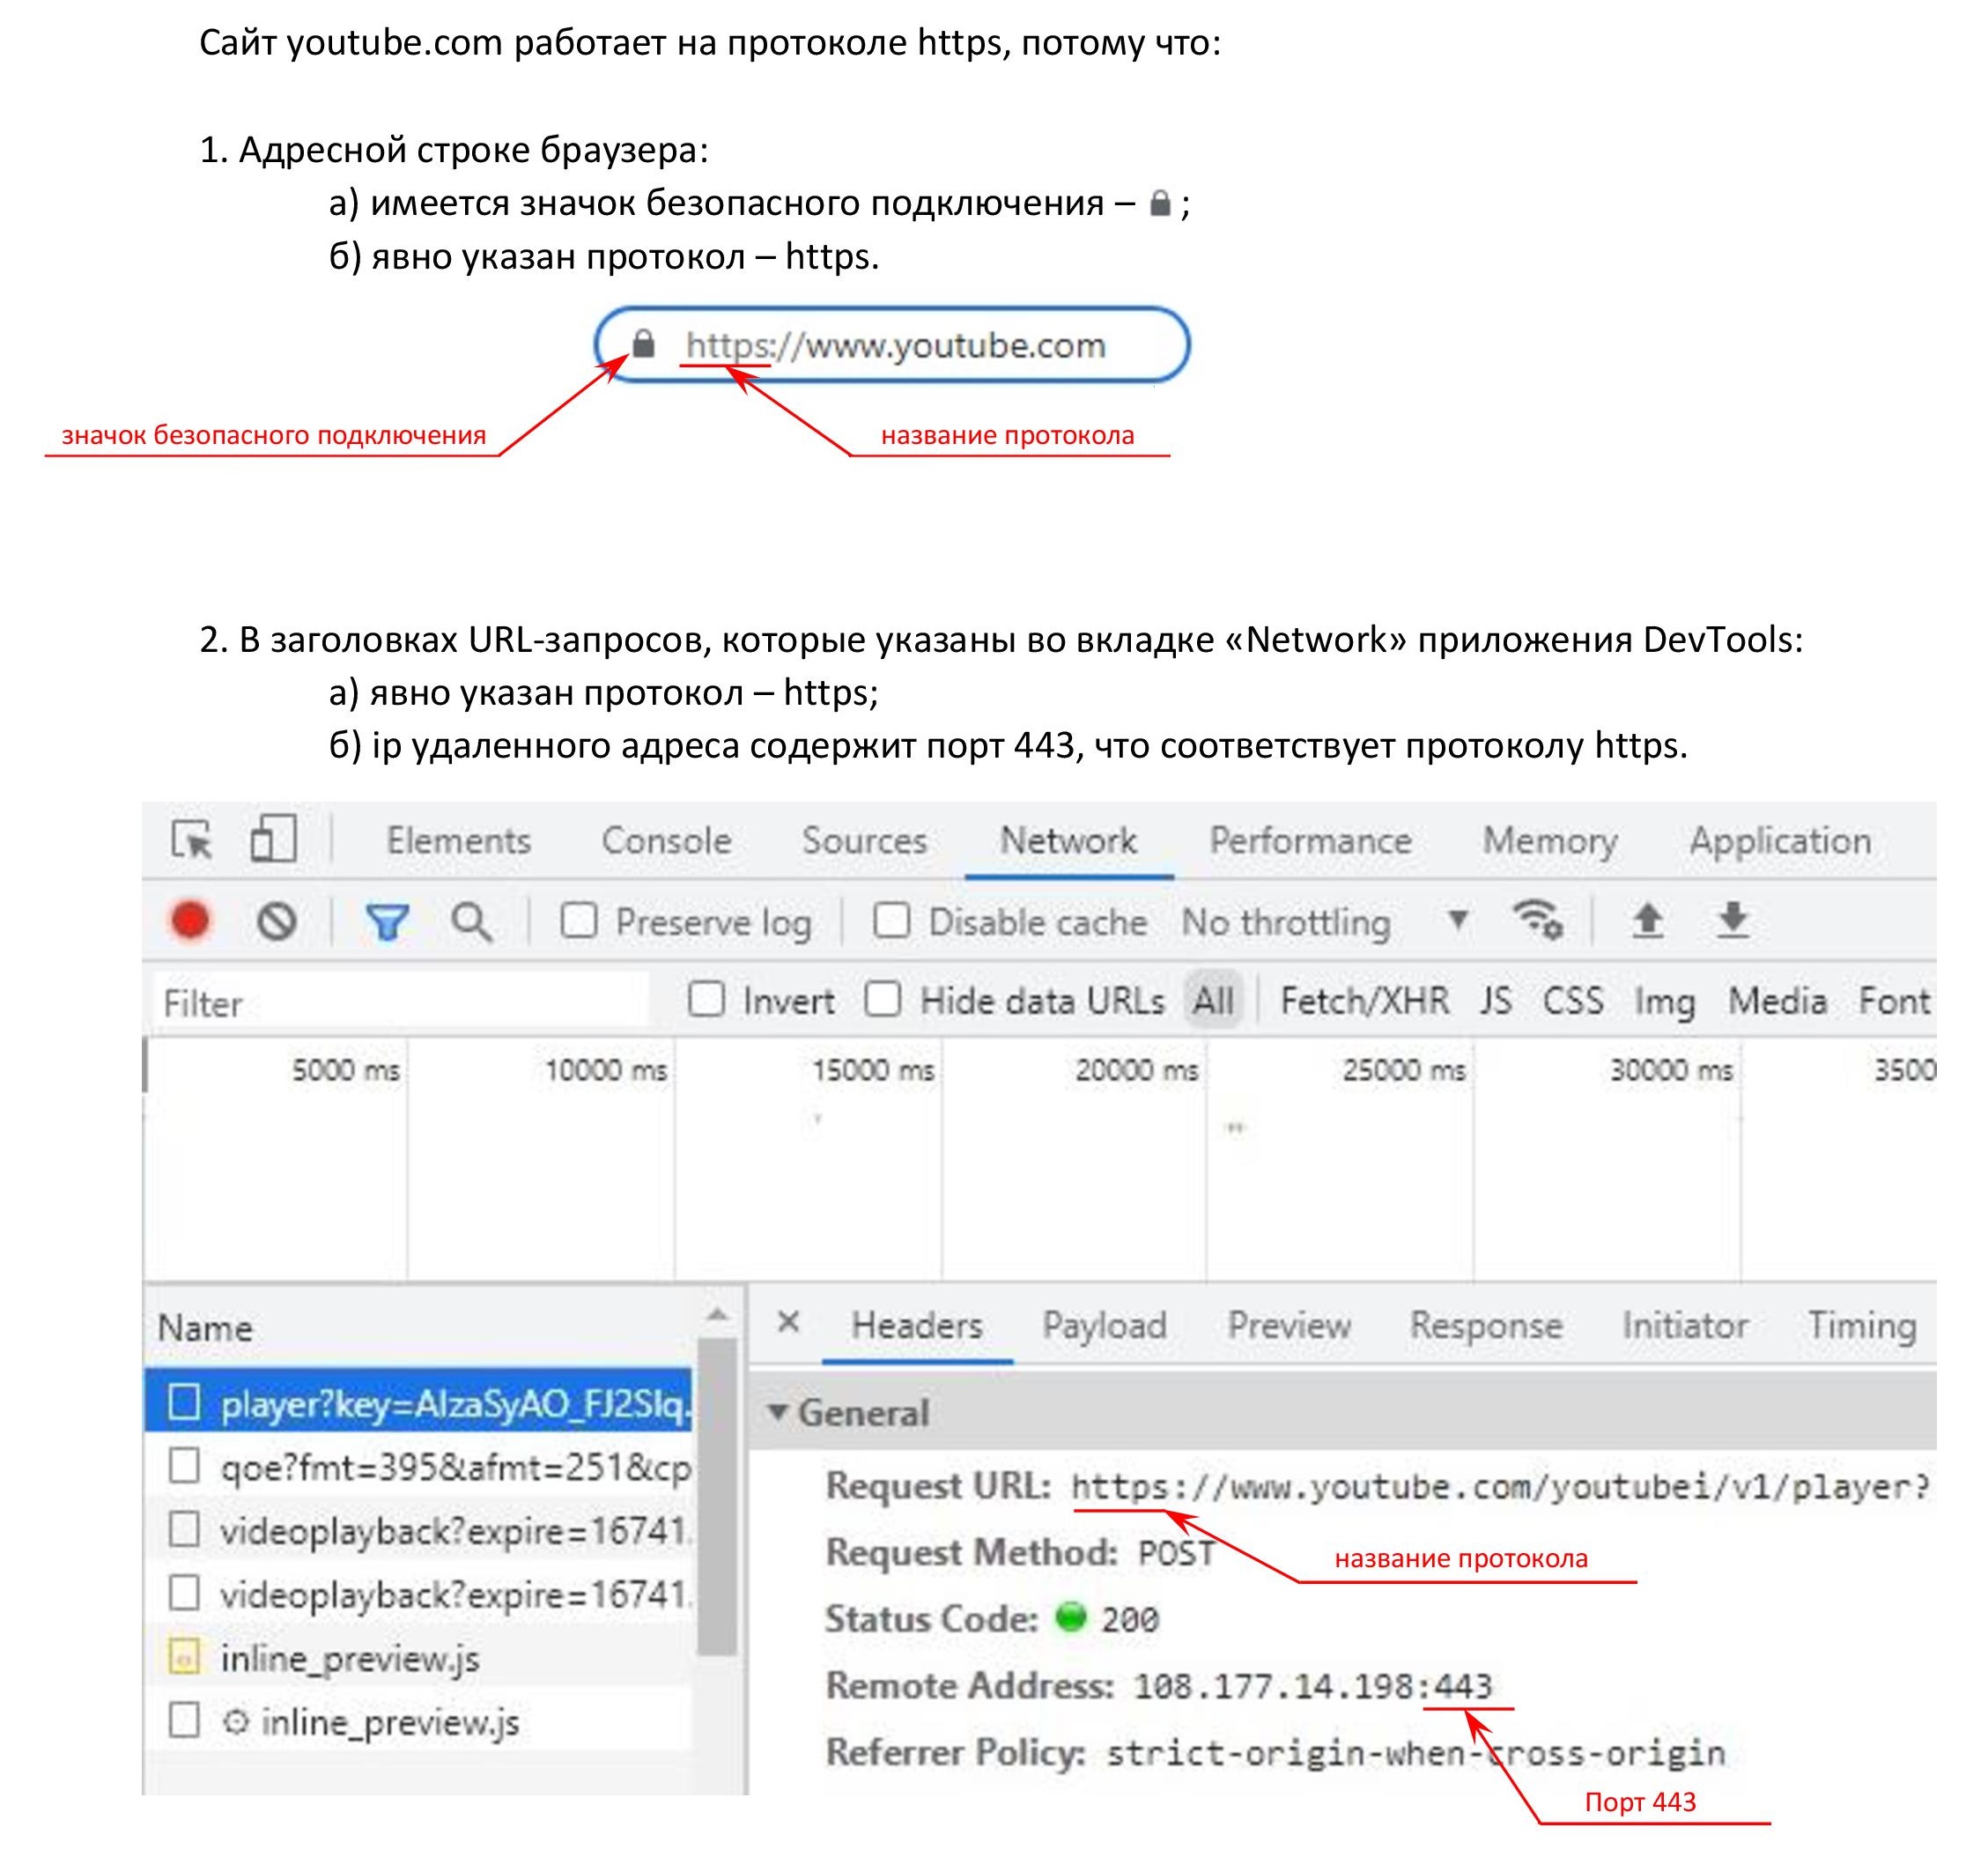 Сайт youtube.com работает на протоколе https, потому что:
1. Адресной строке браузера:
а) имеется значок безопасного подключения – ;
б) явно указан протокол – https.
https://www.youtube.com
значок безопасного подключения
название протокола
2. В заголовках URL-запросов, которые указаны во вкладке «Network» приложения DevTools:
а) явно указан протокол – https;
б) ip удаленного адреса содержит порт 443, что соответствует протоколу https.
Elements Console Sources Network Performance Memory Application
Preserve log Disable cache No throttling
Filter Invert Hide data URLs All Fetch/XHR JS CSS Img Media Font
5000 ms 10000 ms 15000 ms 20000 ms 25000 ms 30000 ms 3500
Name
Headers Payload Preview Response Initiator Timing
player?key=AIzaSyAO_FJ2Slq.
qoe?fmt=395&afmt=251&cp
videoplayback?expire=16741.
videoplayback?expire=16741.
inline_preview.js
inline_preview.js
General
Request URL: https://www.youtube.com/youtubei/v1/player?
Request Method: POST
название протокола
Status Code: 200
Remote Address: 108.177.14.198:443
Referrer Policy: strict-origin-when-cross-origin
Порт 443